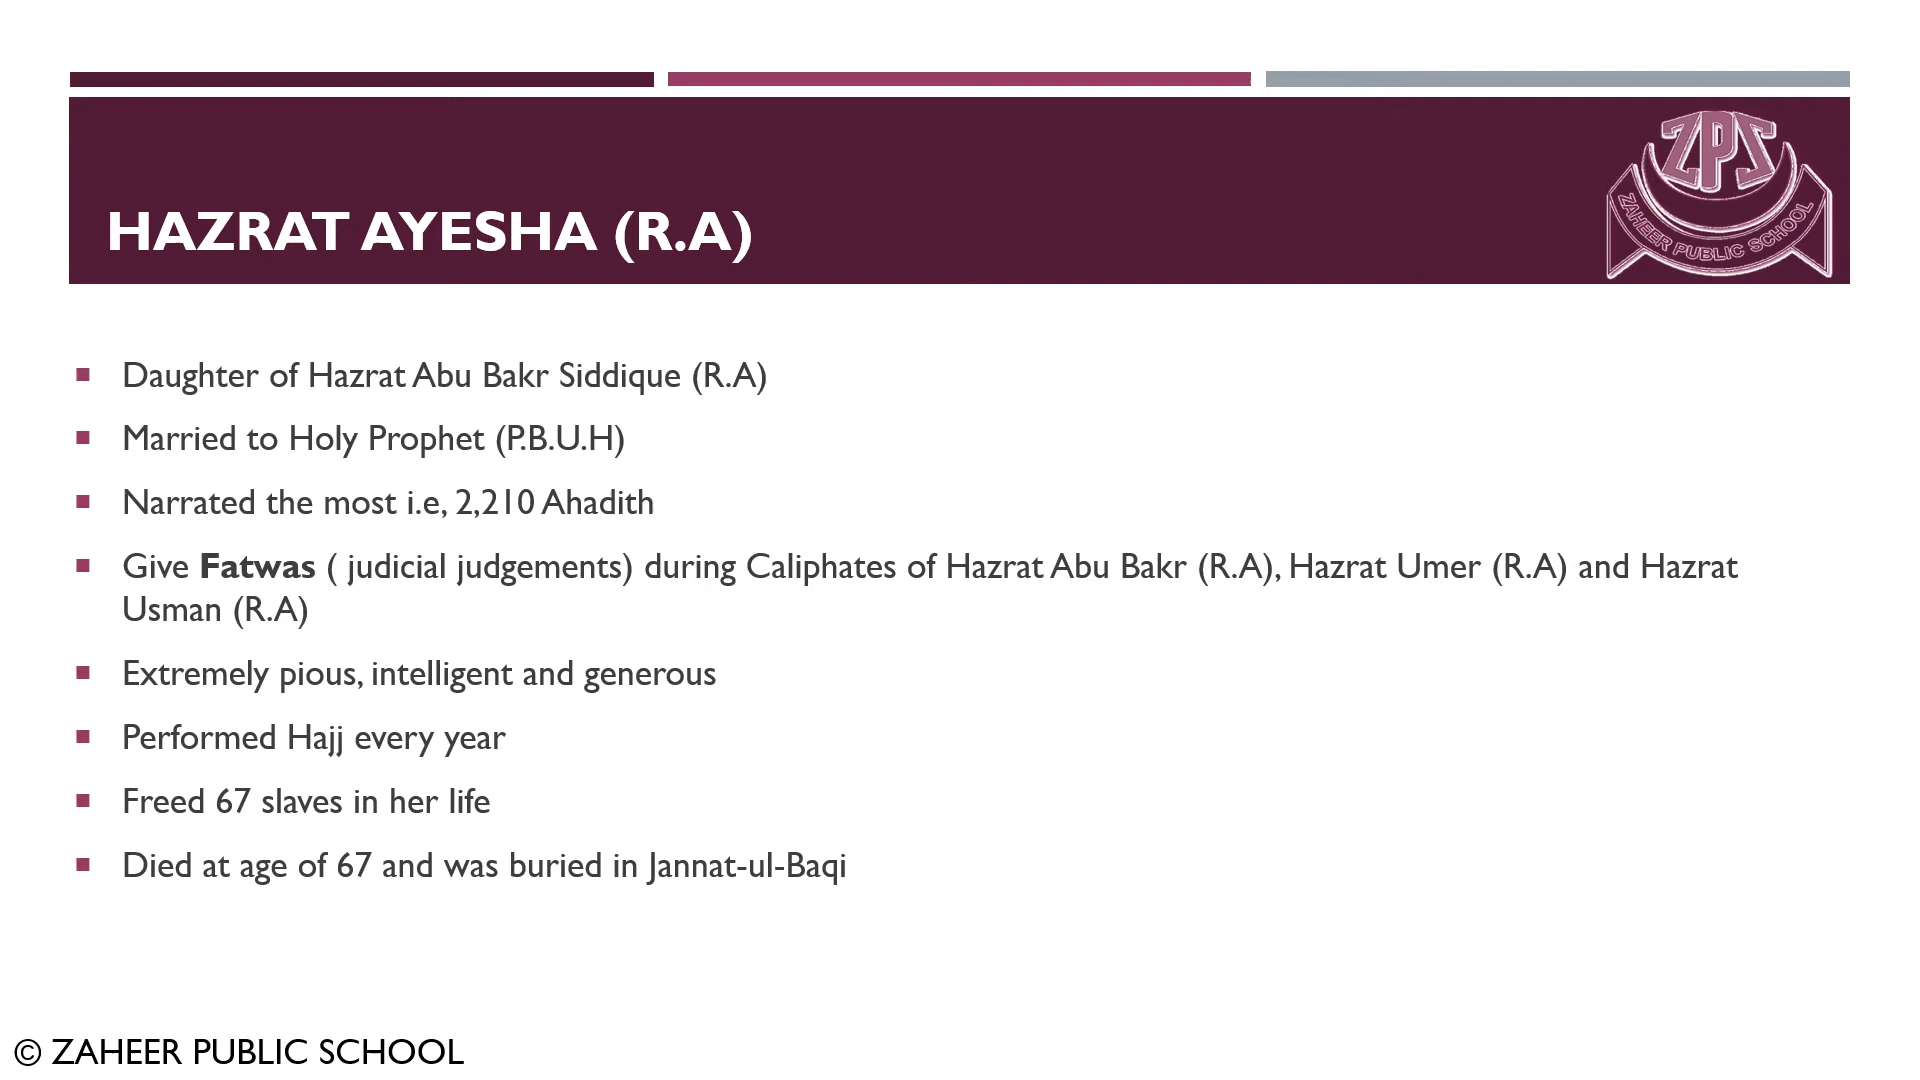 ZPS
ZAHEER PUBLIC SCHOOL
HAZRAT AYESHA (R.A)
▪ Daughter of Hazrat Abu Bakr Siddique (R.A)
▪ Married to Holy Prophet (P.B.U.H)
▪ Narrated the most i.e, 2,210 Ahadith
▪ Give Fatwas ( judicial judgements) during Caliphates of Hazrat Abu Bakr (R.A), Hazrat Umer (R.A) and Hazrat
Usman (R.A)
▪ Extremely pious, intelligent and generous
▪ Performed Hajj every year
▪ Freed 67 slaves in her life
▪ Died at age of 67 and was buried in Jannat-ul-Baqi
© ZAHEER PUBLIC SCHOOL